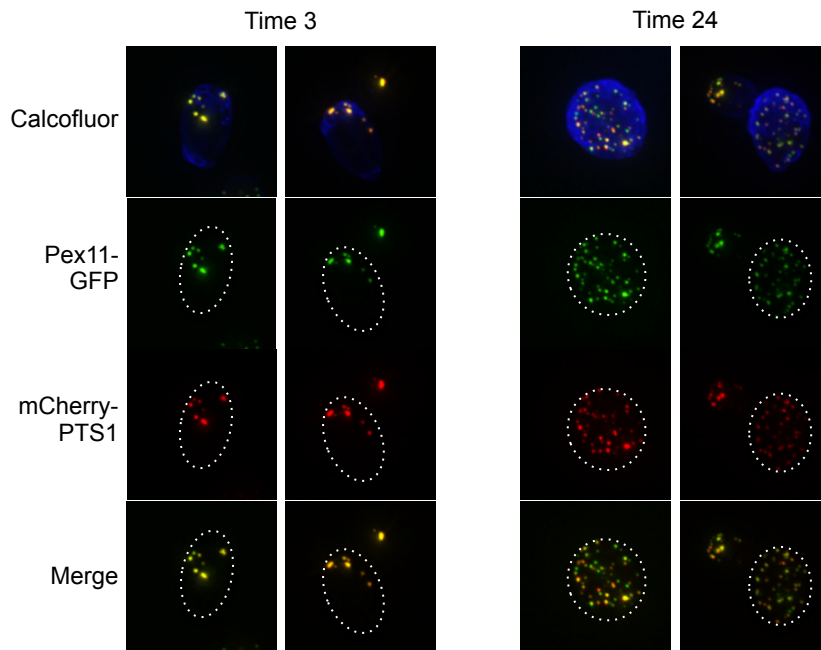 Time 3
Time 24
Calcofluor
Pex11-
GFP
mCherry-
PTS1
Merge